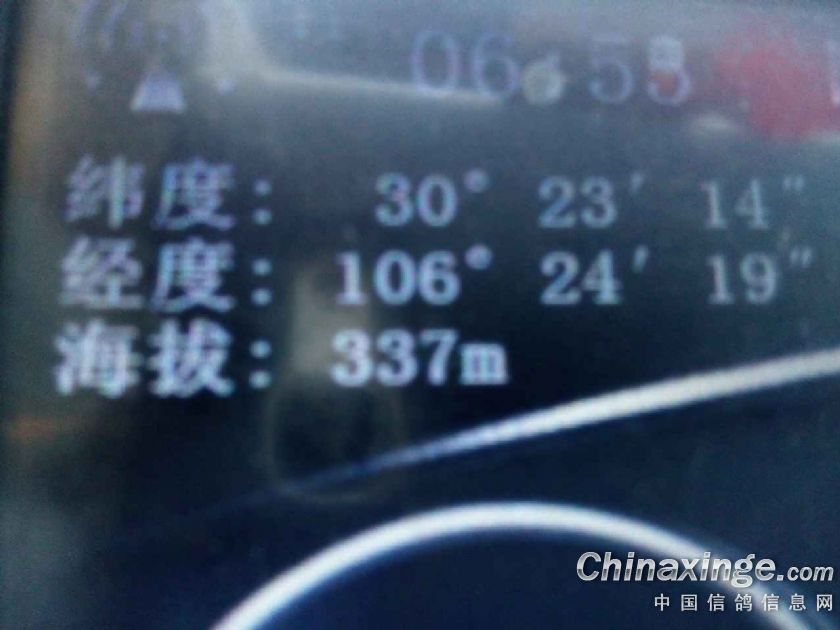 06:55
纬度: 30° 23′ 14″
经度: 106° 24′ 19″
海拔: 337m
Chinaxinge.com
中国信鸽信息网